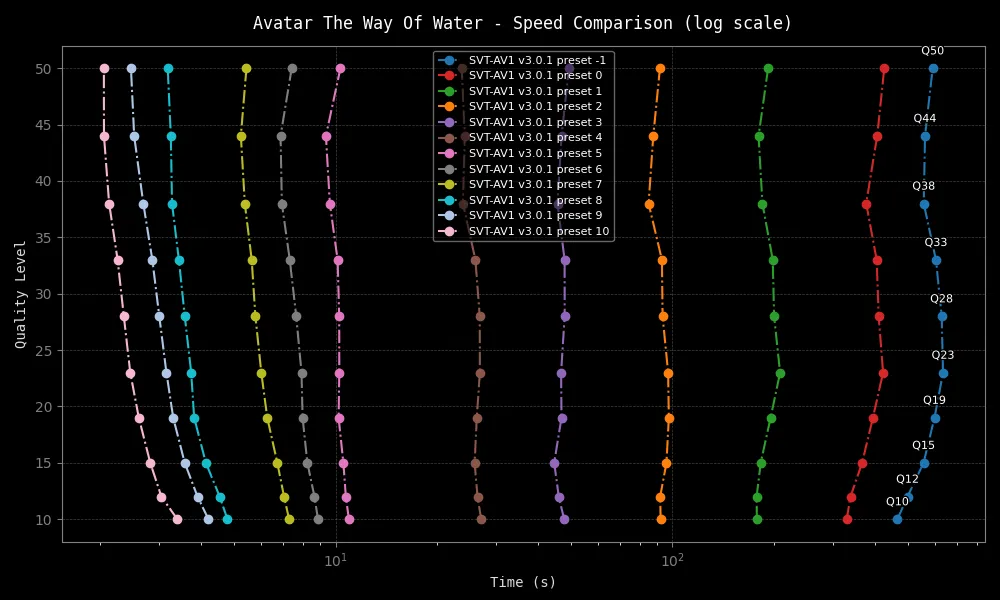 Avatar The Way Of Water - Speed Comparison (log scale)
Quality Level
50
45
40
35
30
25
20
15
10
SVT-AV1 v3.0.1 preset -1
SVT-AV1 v3.0.1 preset 0
SVT-AV1 v3.0.1 preset 1
SVT-AV1 v3.0.1 preset 2
SVT-AV1 v3.0.1 preset 3
SVT-AV1 v3.0.1 preset 4
SVT-AV1 v3.0.1 preset 5
SVT-AV1 v3.0.1 preset 6
SVT-AV1 v3.0.1 preset 7
SVT-AV1 v3.0.1 preset 8
SVT-AV1 v3.0.1 preset 9
SVT-AV1 v3.0.1 preset 10
Q50
Q44
Q38
Q33
Q28
Q23
Q19
Q15
Q12
Q10
10¹
10²
Time (s)